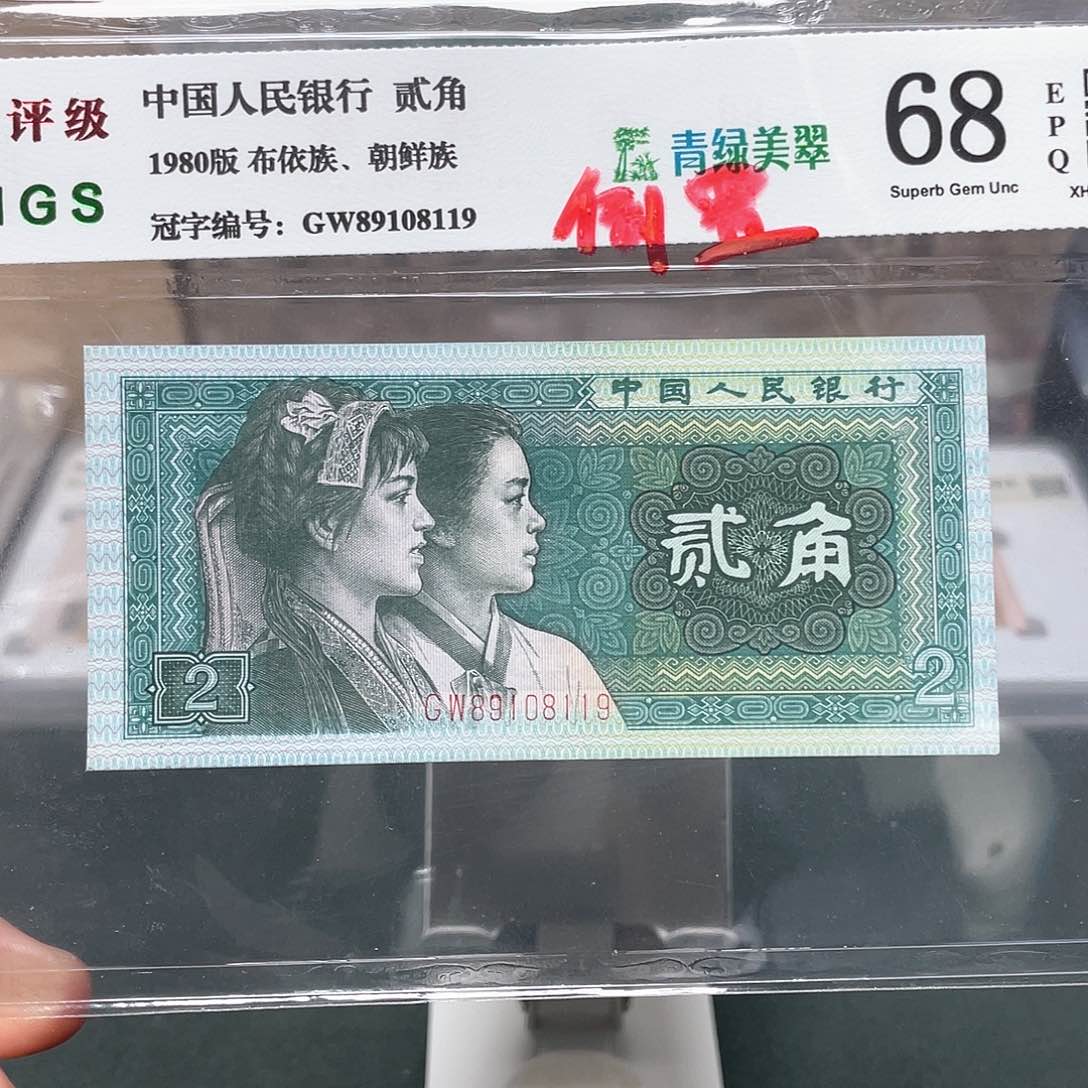 评级
GS
中国人民银行 贰角
1980版 布依族、朝鲜族
冠字编号：GW89108119
青绿美翠
68
Superb Gem Unc
EPQ
XH
中国人民银行
贰角
2
2
GW89108119